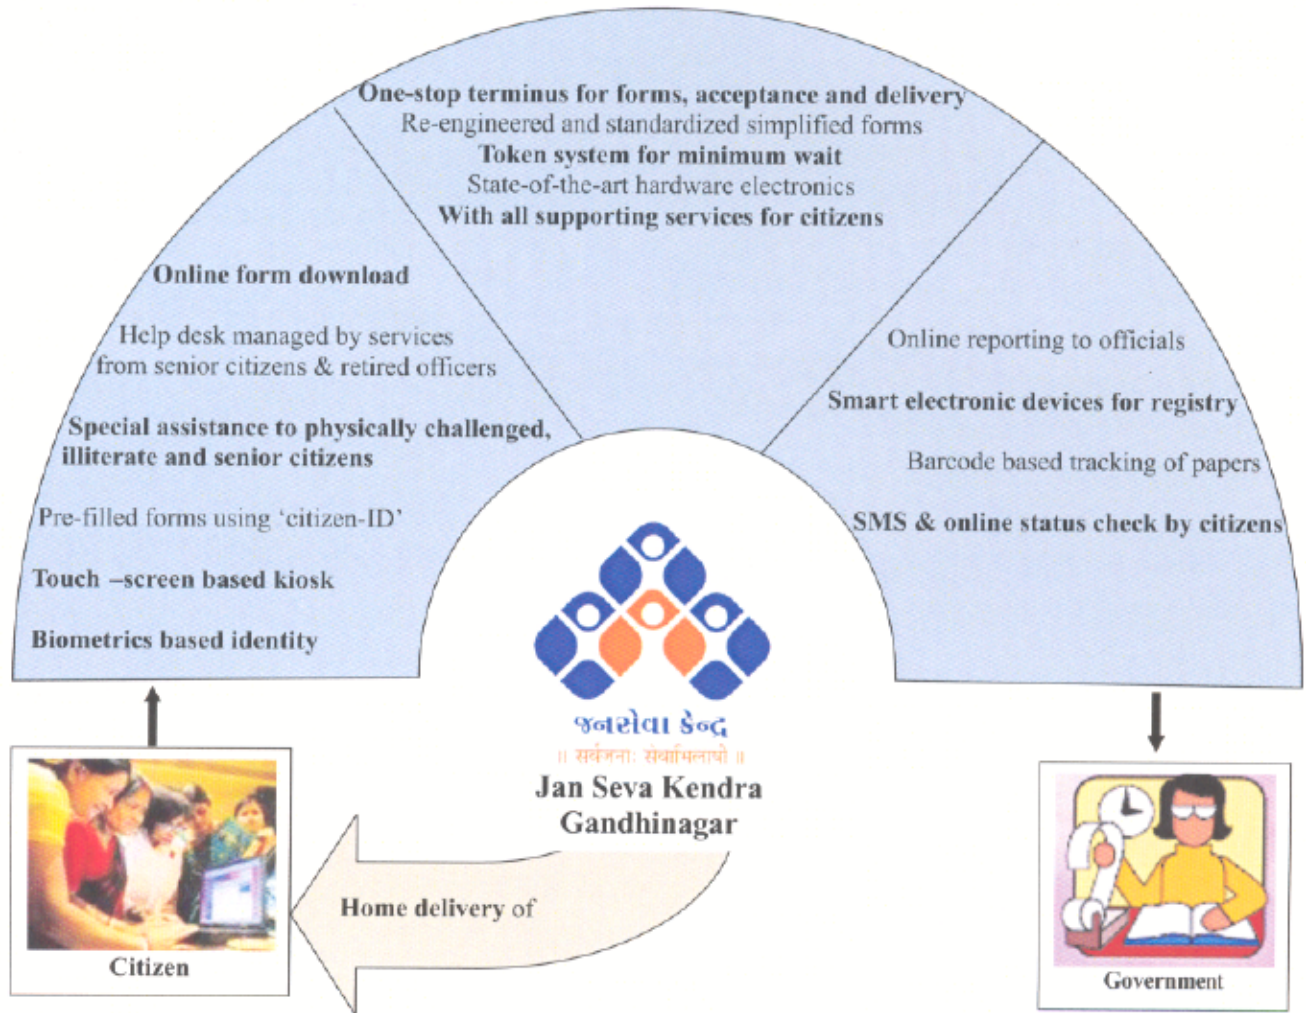 One-stop terminus for forms, acceptance and delivery
Re-engineered and standardized simplified forms
Token system for minimum wait
State-of-the-art hardware electronics
With all supporting services for citizens
Online form download
Help desk managed by services
from senior citizens & retired officers
Special assistance to physically challenged,
illiterate and senior citizens
Pre-filled forms using ‘citizen-ID’
Touch –screen based kiosk
Biometrics based identity
Online reporting to officials
Smart electronic devices for registry
Barcode based tracking of papers
SMS & online status check by citizens
જનસેવા કેન્દ્ર
॥ सर्वजनाः सेवाभिलाषी ॥
Jan Seva Kendra
Gandhinagar
Home delivery of
Citizen
Government